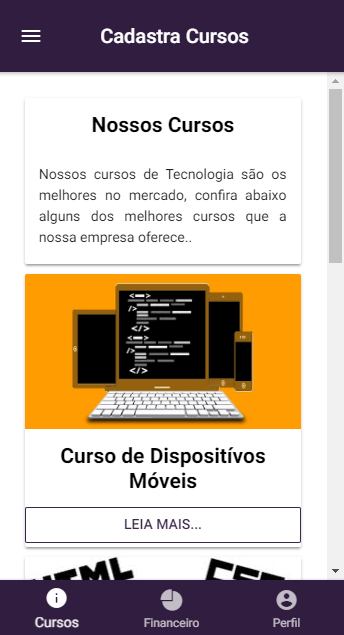 Cadastra Cursos
Nossos Cursos
Nossos cursos de Tecnologia são os
melhores no mercado, confira abaixo
alguns dos melhores cursos que a
nossa empresa oferece..
Curso de Dispositívos
Móveis
LEIA MAIS...
HTML
Cursos
Financeiro
Perfil